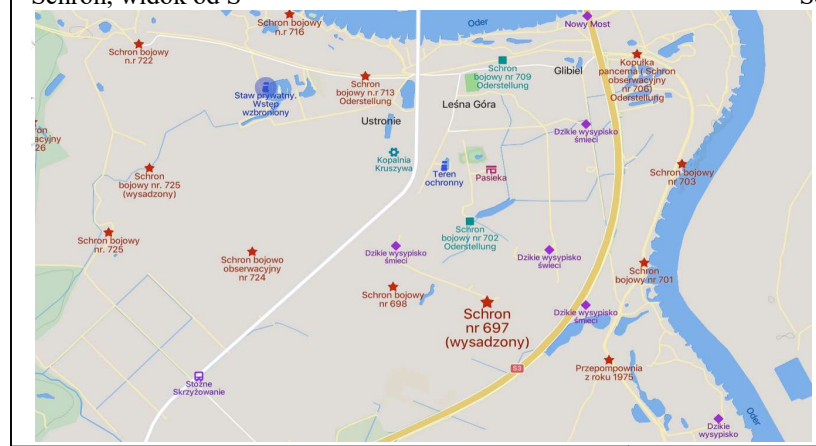 Schron, widok od S
Oder
Nowy Most
Schron bojowy
n.r 716
Schron bojowy
n.r 722
Schron
bojowy nr 709
Oderstellung
Glibiel
Kopułka
pancerna ( Schron
obserwacyjny
nr 706)
Oderstellung
Staw prywatny.
Wstęp
wzbroniony
Schron
bojowy n.r 713
Oderstellung
Leśna Góra
Ustronie
Dzikie wysypisko
śmieci
Kopalnia
Kruszywa
Teren
ochronny
Pasieka
Schron bojowy
nr 703
Schron
bojowy nr. 725
(wysadzony)
26
Schron bojowy
nr. 725
Schron
bojowy nr 702
Oderstellung
Schron bojowo
obserwacyjny
nr 724
Dzikie wysypisko
śmieci
Dzikie wysypisko
świeci
Schron
bojowy nr 701
Schron bojowy
nr 698
Schron
nr 697
(wysadzony)
Dzikie wysypisko
śmieci
S3
Przepompownia
z roku 1975
Stożne
Skrzyżowanie
Oder
Dzikie
wysypisko